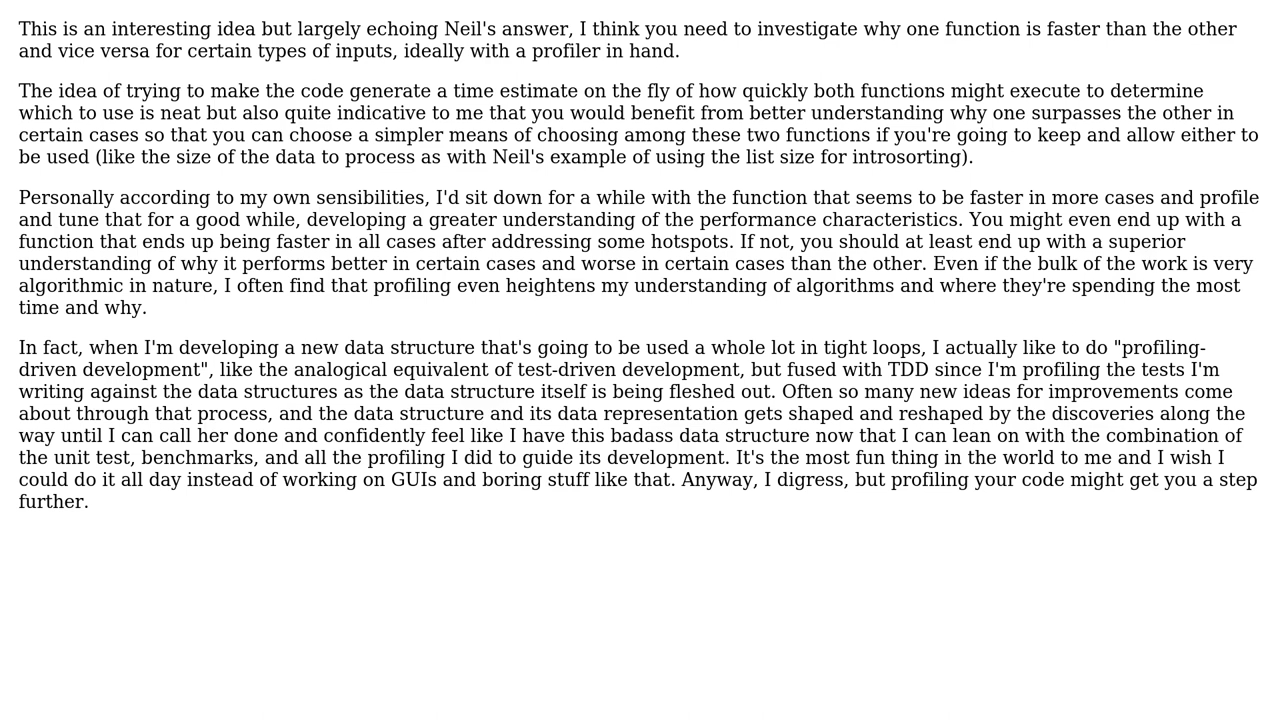 This is an interesting idea but largely echoing Neil's answer, I think you need to investigate why one function is faster than the other
and vice versa for certain types of inputs, ideally with a profiler in hand.
The idea of trying to make the code generate a time estimate on the fly of how quickly both functions might execute to determine
which to use is neat but also quite indicative to me that you would benefit from better understanding why one surpasses the other in
certain cases so that you can choose a simpler means of choosing among these two functions if you're going to keep and allow either to
be used (like the size of the data to process as with Neil's example of using the list size for introsorting).
Personally according to my own sensibilities, I'd sit down for a while with the function that seems to be faster in more cases and profile
and tune that for a good while, developing a greater understanding of the performance characteristics. You might even end up with a
function that ends up being faster in all cases after addressing some hotspots. If not, you should at least end up with a superior
understanding of why it performs better in certain cases and worse in certain cases than the other. Even if the bulk of the work is very
algorithmic in nature, I often find that profiling even heightens my understanding of algorithms and where they're spending the most
time and why.
In fact, when I'm developing a new data structure that's going to be used a whole lot in tight loops, I actually like to do "profiling-
driven development", like the analogical equivalent of test-driven development, but fused with TDD since I'm profiling the tests I'm
writing against the data structures as the data structure itself is being fleshed out. Often so many new ideas for improvements come
about through that process, and the data structure and its data representation gets shaped and reshaped by the discoveries along the
way until I can call her done and confidently feel like I have this badass data structure now that I can lean on with the combination of
the unit test, benchmarks, and all the profiling I did to guide its development. It's the most fun thing in the world to me and I wish I
could do it all day instead of working on GUIs and boring stuff like that. Anyway, I digress, but profiling your code might get you a step
further.